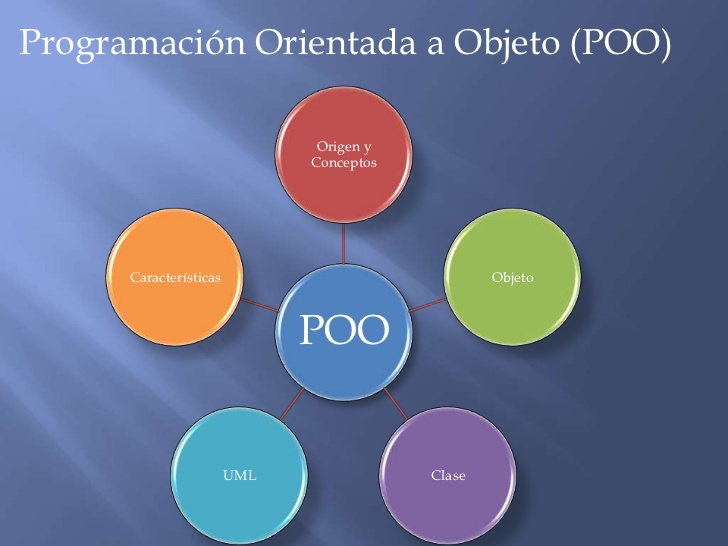 Programación Orientada a Objeto (POO)
Origen y
Conceptos
Características
Objeto
POO
UML
Clase